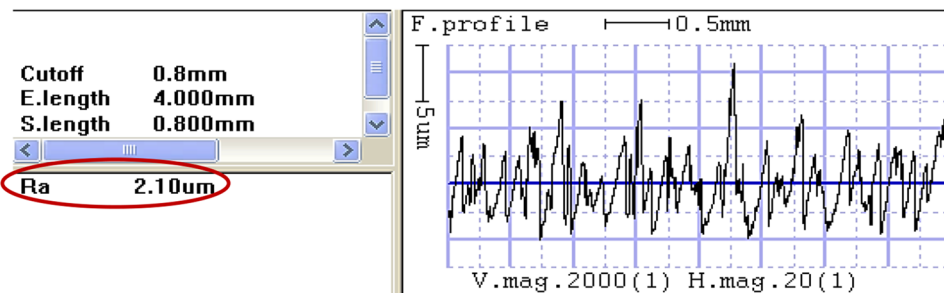 Cutoff 0.8mm
E.length 4.000mm
S.length 0.800mm
Ra 2.10um
F.profile 0.5mm
5um
V.mag.2000(1) H.mag.20(1)